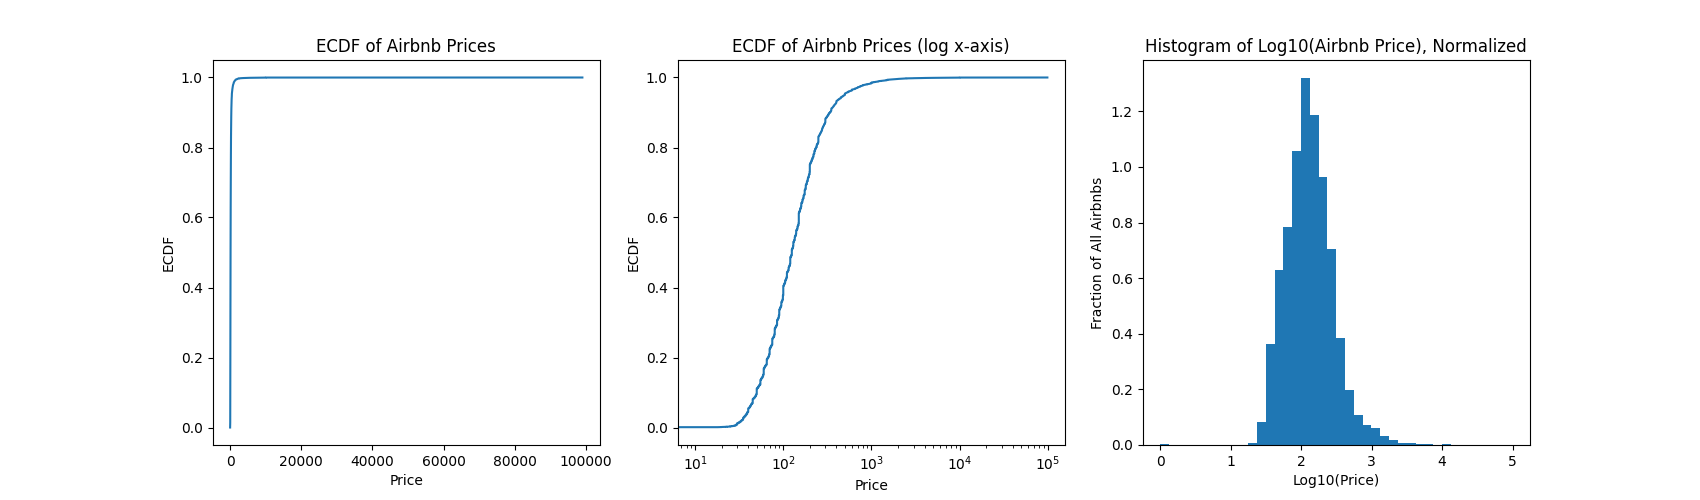 ECDF of Airbnb Prices
1.0
0.8
0.6
0.4
0.2
0.0
ECDF
0 20000 40000 60000 80000 100000
Price
ECDF of Airbnb Prices (log x-axis)
1.0
0.8
0.6
0.4
0.2
0.0
ECDF
10¹ 10² 10³ 10⁴ 10⁵
Price
Histogram of Log10(Airbnb Price), Normalized
1.2
1.0
0.8
0.6
0.4
0.2
0.0
Fraction of All Airbnbs
0 1 2 3 4 5
Log10(Price)